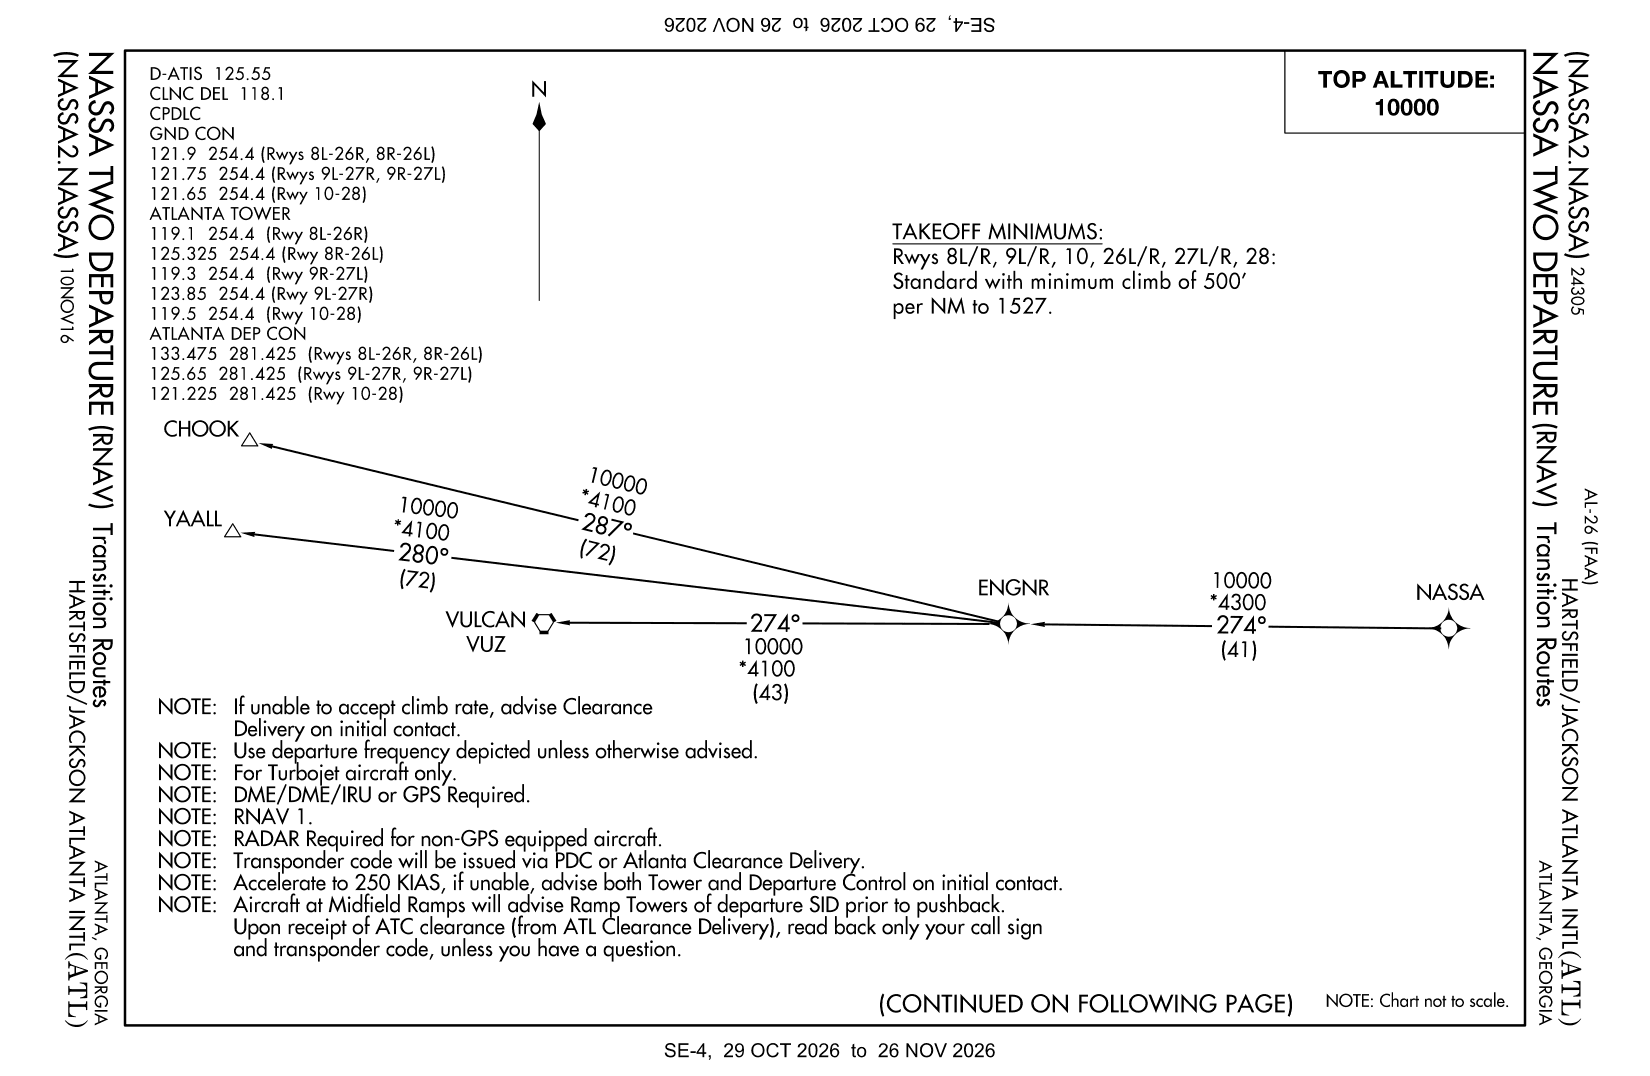 SE-4, 29 OCT 2026 to 26 NOV 2026
(NASSA2.NASSA) 10NOV16
NASSA TWO DEPARTURE (RNAV) Transition Routes
HARTSFIELD/JACKSON ATLANTA INTL(ATL)
ATLANTA, GEORGIA
D-ATIS 125.55
CLNC DEL 118.1
CPDLC
GND CON
121.9 254.4 (Rwys 8L-26R, 8R-26L)
121.75 254.4 (Rwys 9L-27R, 9R-27L)
121.65 254.4 (Rwy 10-28)
ATLANTA TOWER
119.1 254.4 (Rwy 8L-26R)
125.325 254.4 (Rwy 8R-26L)
119.3 254.4 (Rwy 9R-27L)
123.85 254.4 (Rwy 9L-27R)
119.5 254.4 (Rwy 10-28)
ATLANTA DEP CON
133.475 281.425 (Rwys 8L-26R, 8R-26L)
125.65 281.425 (Rwys 9L-27R, 9R-27L)
121.225 281.425 (Rwy 10-28)
N
TOP ALTITUDE:
10000
TAKEOFF MINIMUMS:
Rwys 8L/R, 9L/R, 10, 26L/R, 27L/R, 28:
Standard with minimum climb of 500′
per NM to 1527.
CHOOK
10000
*4100
287°
(72)
YAALL
10000
*4100
280°
(72)
VULCAN
VUZ
274°
10000
*4100
(43)
ENGNR
10000
*4300
274°
(41)
NASSA
NOTE: If unable to accept climb rate, advise Clearance
Delivery on initial contact.
NOTE: Use departure frequency depicted unless otherwise advised.
NOTE: For Turbojet aircraft only.
NOTE: DME/DME/IRU or GPS Required.
NOTE: RNAV 1.
NOTE: RADAR Required for non-GPS equipped aircraft.
NOTE: Transponder code will be issued via PDC or Atlanta Clearance Delivery.
NOTE: Accelerate to 250 KIAS, if unable, advise both Tower and Departure Control on initial contact.
NOTE: Aircraft at Midfield Ramps will advise Ramp Towers of departure SID prior to pushback.
Upon receipt of ATC clearance (from ATL Clearance Delivery), read back only your call sign
and transponder code, unless you have a question.
(CONTINUED ON FOLLOWING PAGE)
NOTE: Chart not to scale.
(NASSA2.NASSA) 24305
NASSA TWO DEPARTURE (RNAV) Transition Routes
AL-26 (FAA)
HARTSFIELD/JACKSON ATLANTA INTL(ATL)
ATLANTA, GEORGIA
SE-4, 29 OCT 2026 to 26 NOV 2026